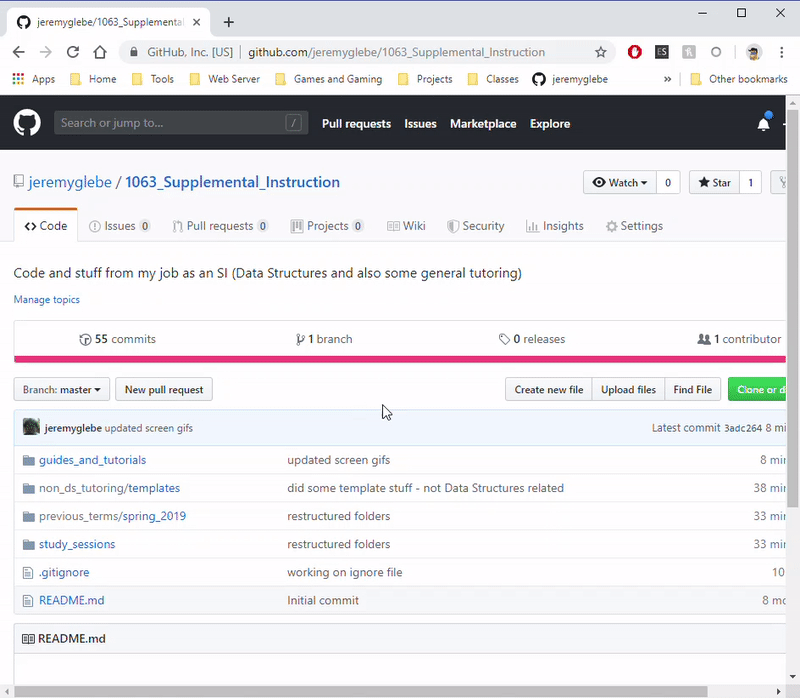 jeremyglebe/1063_Supplementa
GitHub, Inc. [US] | github.com/jeremyglebe/1063_Supplemental_Instruction
ES
Apps Home Tools Web Server Games and Gaming Projects Classes jeremyglebe » Other bookmarks
Search or jump to... / Pull requests Issues Marketplace Explore
jeremyglebe / 1063_Supplemental_Instruction Watch 0 Star 1
Code Issues 0 Pull requests 0 Projects 0 Wiki Security Insights Settings
Code and stuff from my job as an SI (Data Structures and also some general tutoring)
Manage topics
55 commits 1 branch 0 releases 1 contributor
Branch: master New pull request Create new file Upload files Find File Clone or d
jeremyglebe updated screen gifs Latest commit 3adc264 8 mi
guides_and_tutorials updated screen gifs 8 mi
non_ds_tutoring/templates did some template stuff - not Data Structures related 38 mi
previous_terms/spring_2019 restructured folders 33 mi
study_sessions restructured folders 33 mi
.gitignore working on ignore file 10
README.md Initial commit 8 mo
README.md